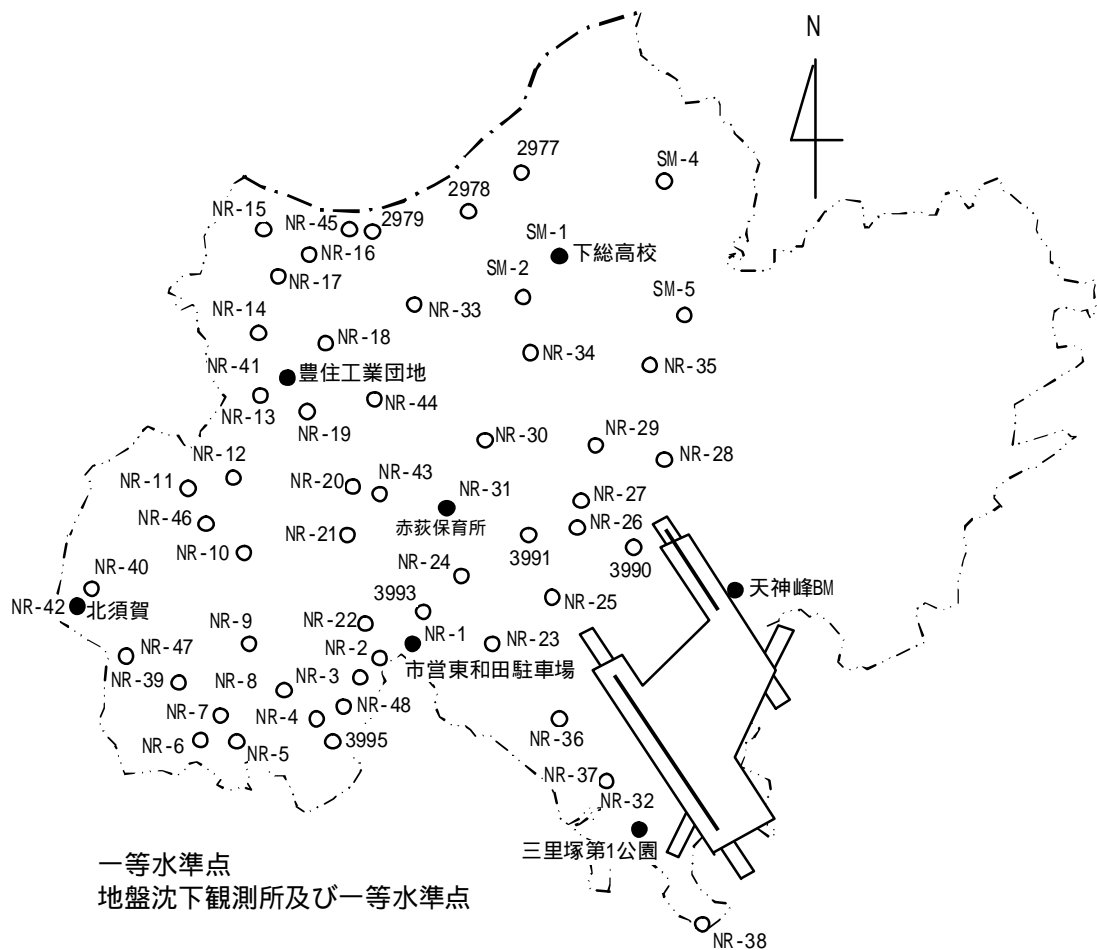 N
2977
SM-4
2978
NR-15
NR-45
2979
SM-1
下総高校
NR-16
NR-17
SM-2
SM-5
NR-33
NR-14
NR-18
NR-34
NR-35
NR-41
豊住工業団地
NR-44
NR-13
NR-19
NR-30
NR-29
NR-28
NR-12
NR-11
NR-20
NR-43
NR-31
NR-27
NR-46
赤荻保育所
NR-26
NR-21
NR-10
3991
3990
NR-24
NR-40
天神峰BM
NR-42
北須賀
3993
NR-25
NR-9
NR-22
NR-1
NR-23
NR-47
NR-2
市営東和田駐車場
NR-39
NR-8
NR-3
NR-7
NR-4
NR-48
NR-36
NR-6
NR-5
3995
NR-37
NR-32
三里塚第1公園
一等水準点
地盤沈下観測所及び一等水準点
NR-38